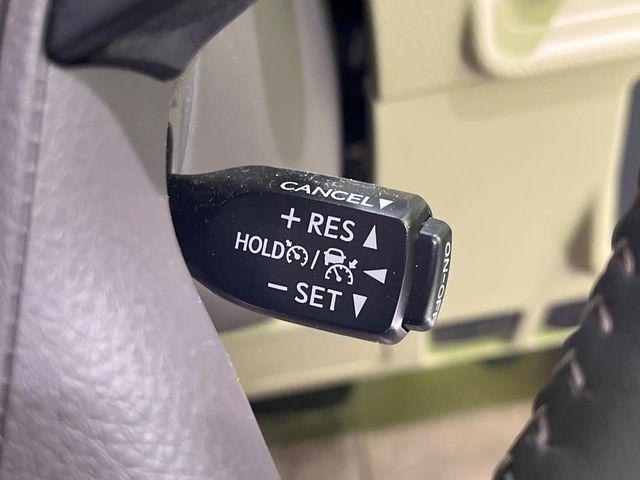 CANCEL▼
+ RES ▲
HOLD / ◀
− SET ▼
ON-OFF